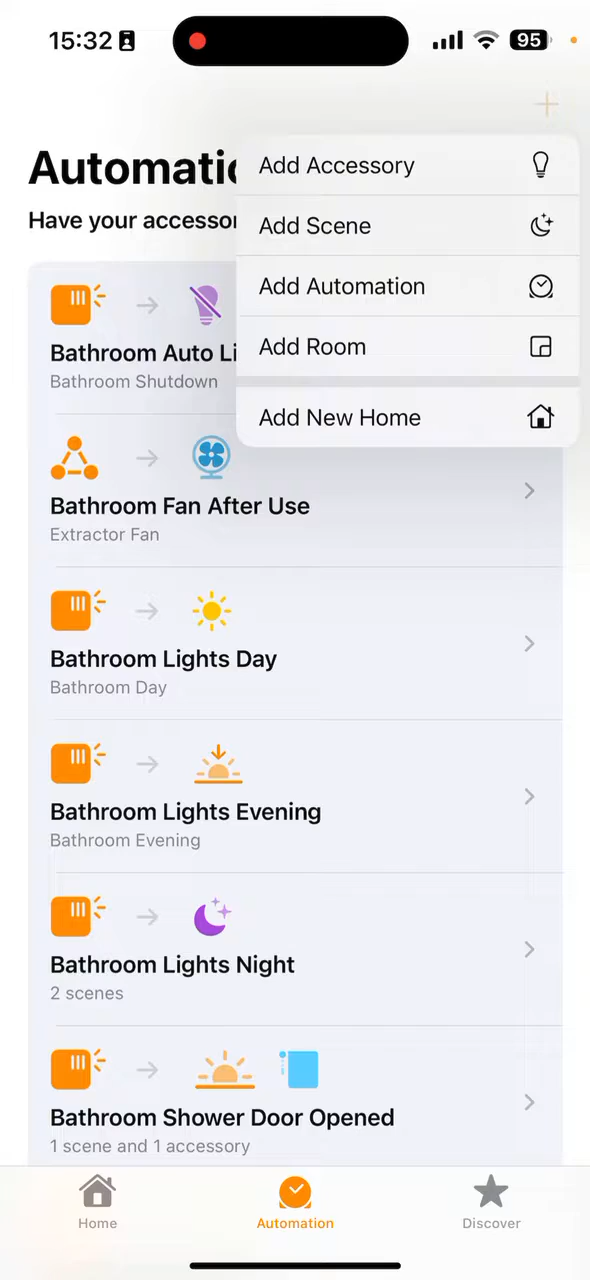 15:32
95
Add Accessory
Automatic
Add Scene
Have your accessor
Add Automation
Add Room
Bathroom Auto Li
Bathroom Shutdown
Add New Home
Bathroom Fan After Use
Extractor Fan
Bathroom Lights Day
Bathroom Day
Bathroom Lights Evening
Bathroom Evening
Bathroom Lights Night
2 scenes
Bathroom Shower Door Opened
1 scene and 1 accessory
Home
Automation
Discover